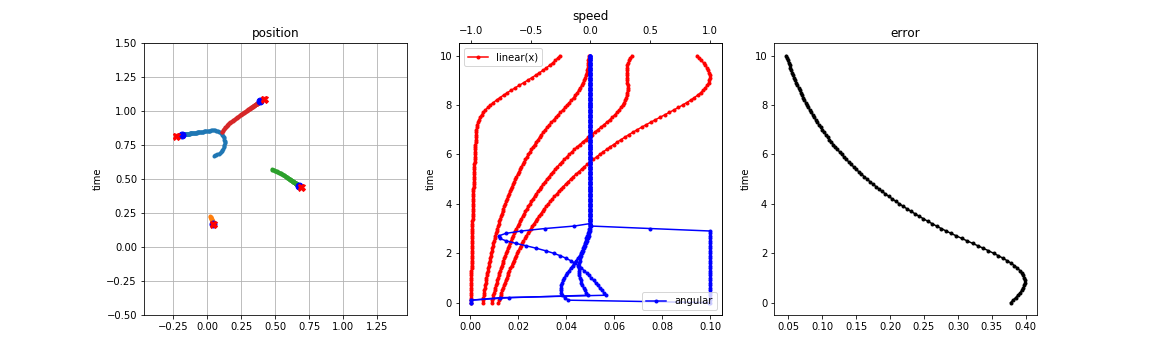 position
speed
error
−1.0 −0.5 0.0 0.5 1.0
1.50
1.25
1.00
0.75
0.50
0.25
0.00
−0.25
−0.50
time
−0.25 0.00 0.25 0.50 0.75 1.00 1.25
10
8
6
4
2
0
time
linear(x)
angular
0.00 0.02 0.04 0.06 0.08 0.10
10
8
6
4
2
0
time
0.05 0.10 0.15 0.20 0.25 0.30 0.35 0.40